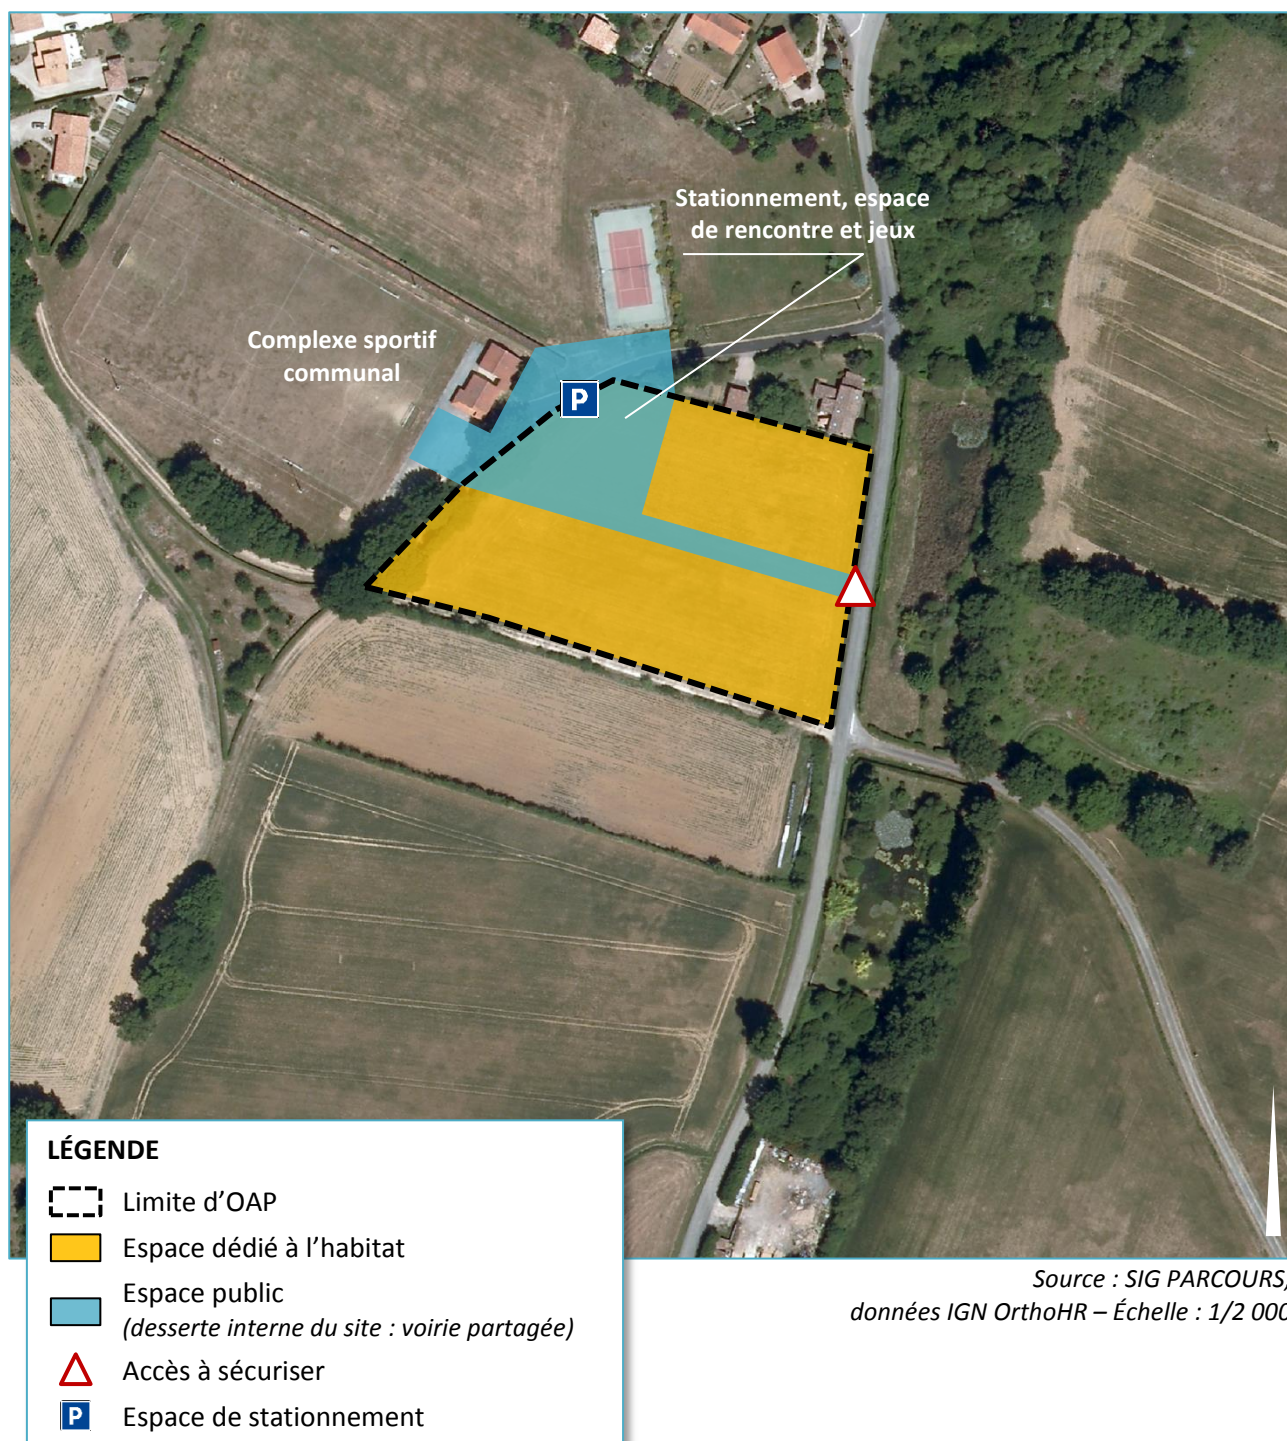 Stationnement, espace
de rencontre et jeux
Complexe sportif
communal
P
LÉGENDE
Limite d’OAP
Espace dédié à l’habitat
Espace public
(desserte interne du site : voirie partagée)
Accès à sécuriser
P
Espace de stationnement
Source : SIG PARCOURS,
données IGN OrthoHR – Échelle : 1/2 000